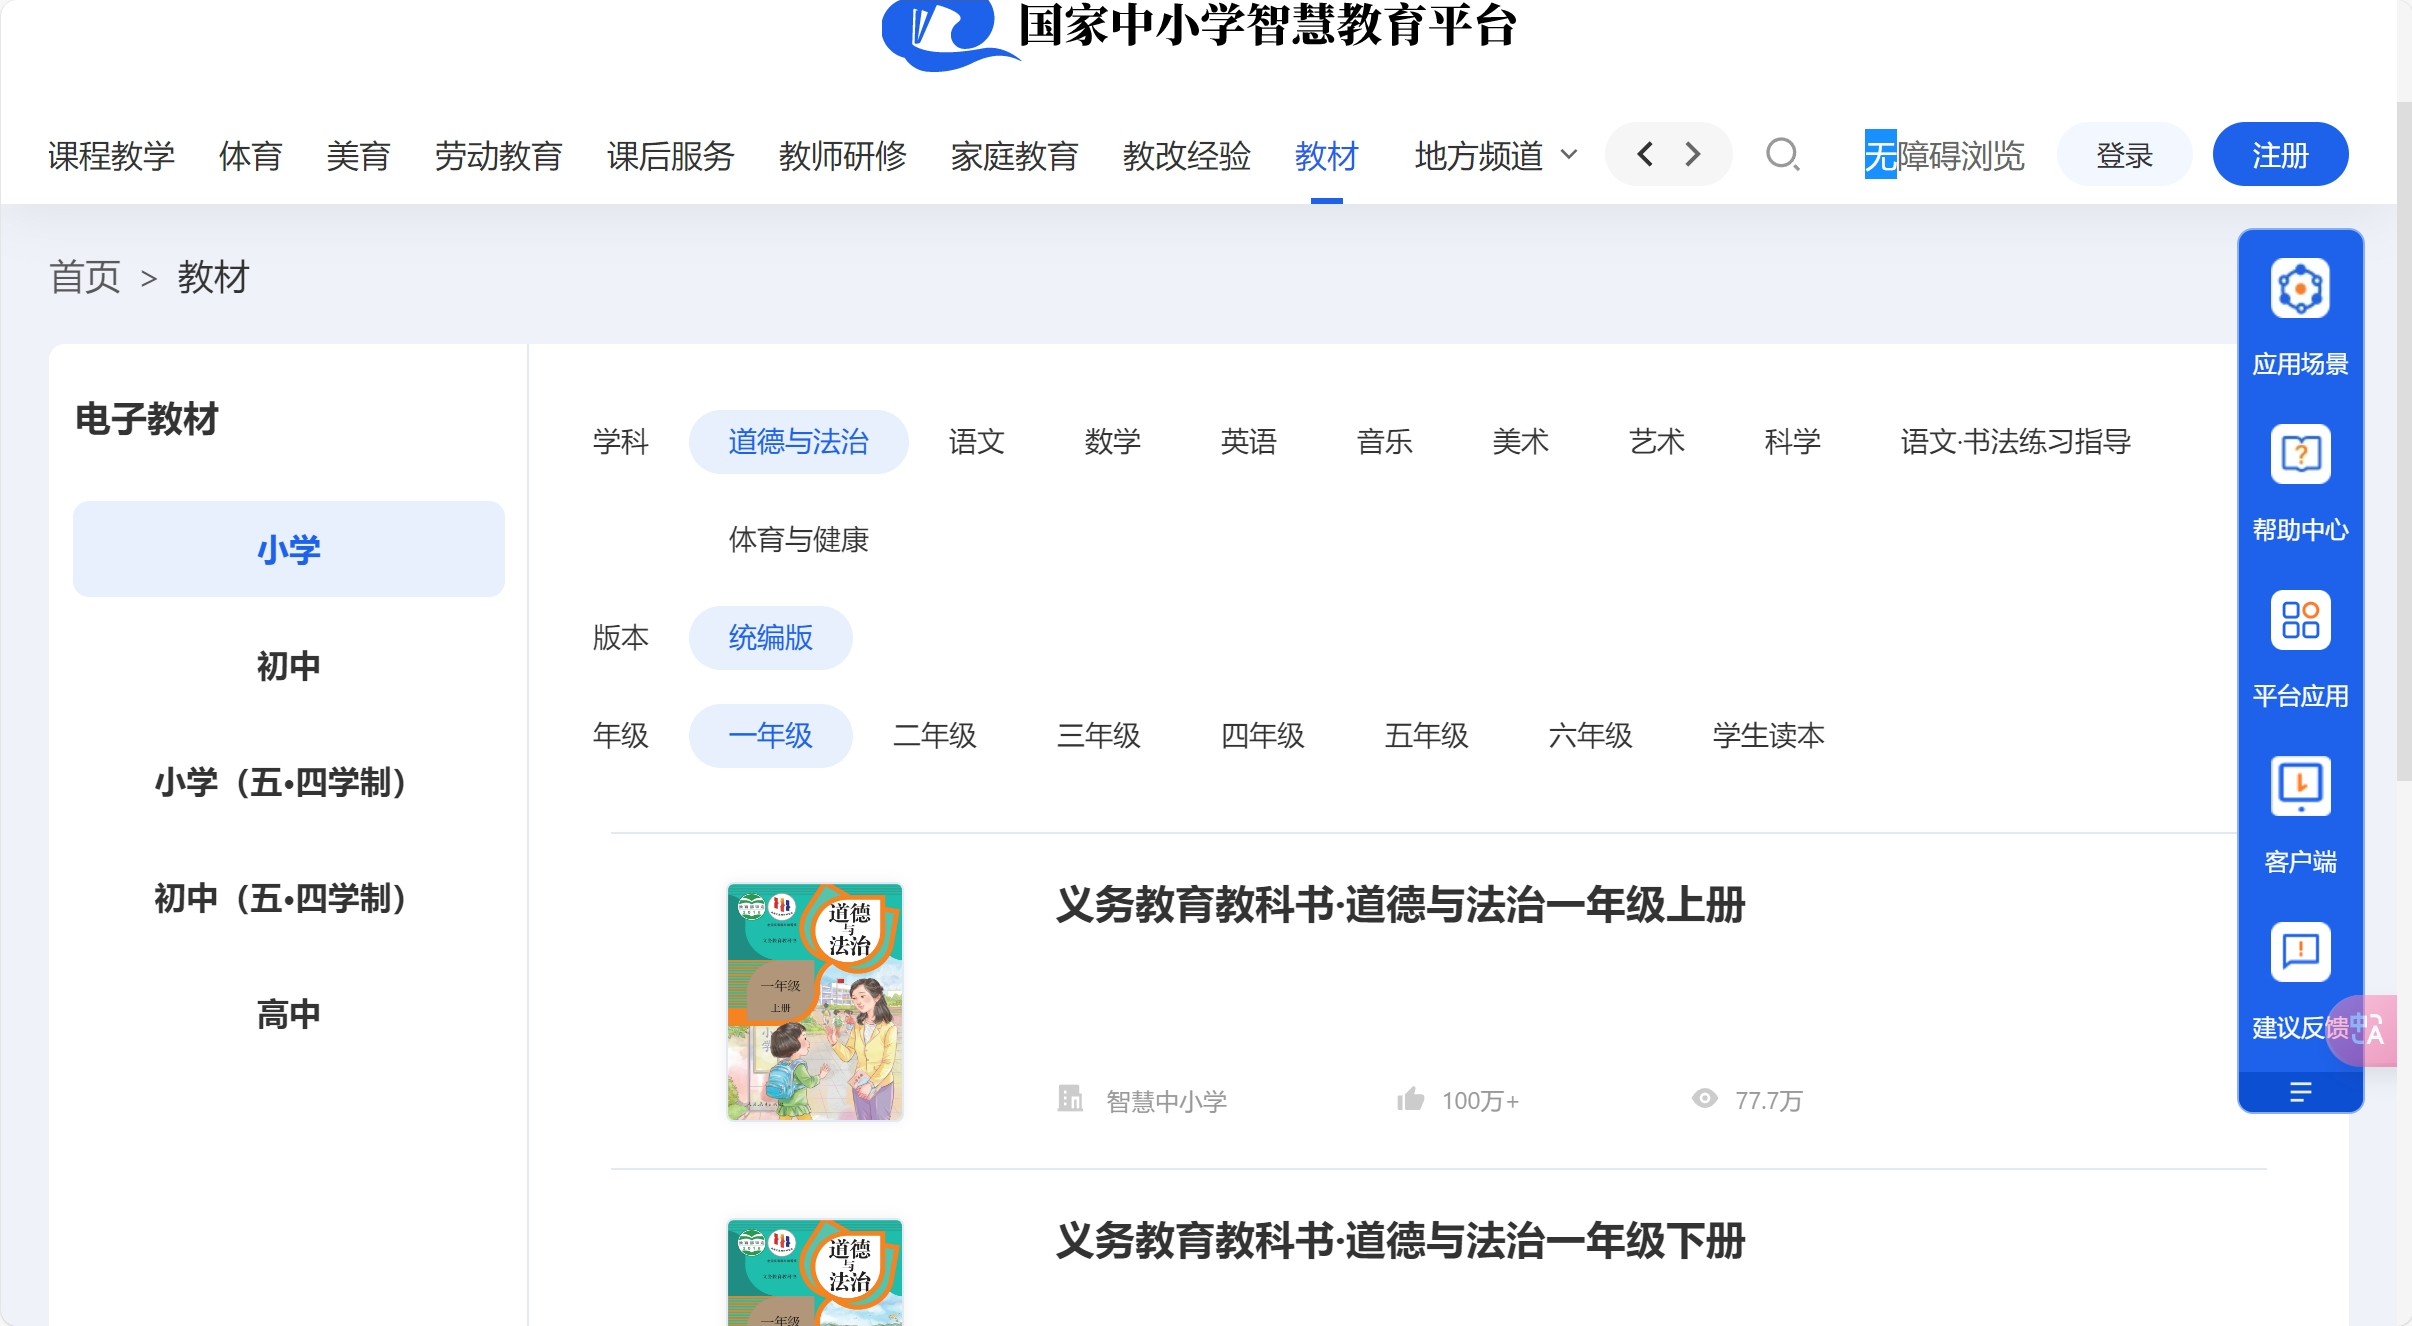 国家中小学智慧教育平台
课程教学 体育 美育 劳动教育 课后服务 教师研修 家庭教育 教改经验 教材 地方频道 无障碍浏览 登录 注册
首页 > 教材
电子教材
小学
初中
小学（五•四学制）
初中（五•四学制）
高中
学科 道德与法治 语文 数学 英语 音乐 美术 艺术 科学 语文·书法练习指导
体育与健康
版本 统编版
年级 一年级 二年级 三年级 四年级 五年级 六年级 学生读本
道德
与
法治
一年级
上册
义务教育教科书·道德与法治一年级上册
智慧中小学 100万+ 77.7万
道德
与
法治
一年级
义务教育教科书·道德与法治一年级下册
应用场景
帮助中心
平台应用
客户端
建议反馈
中A